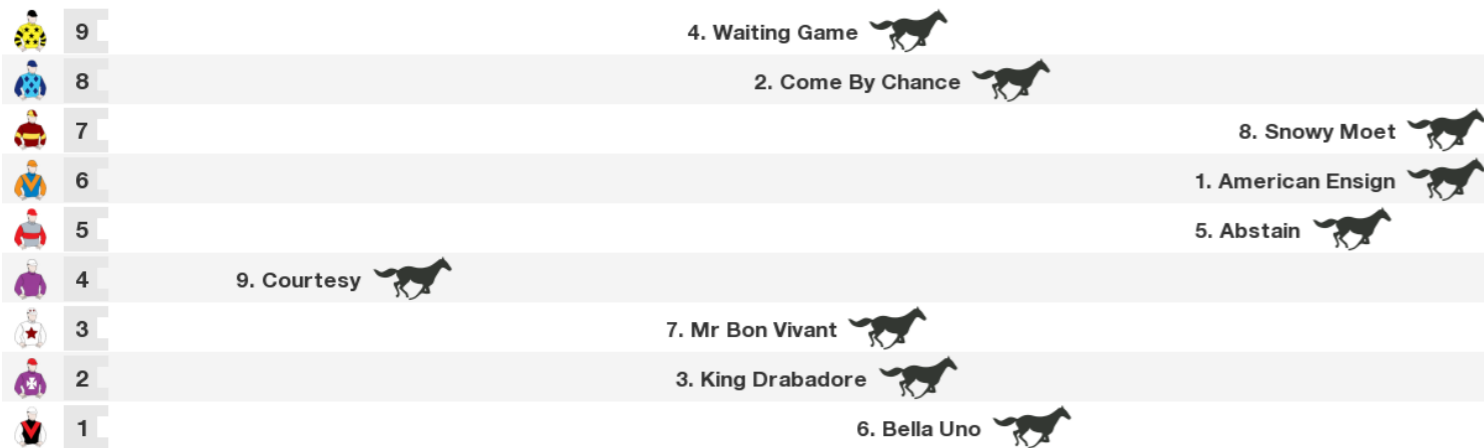 9 4. Waiting Game
8 2. Come By Chance
7 8. Snowy Moet
6 1. American Ensign
5 5. Abstain
4 9. Courtesy
3 7. Mr Bon Vivant
2 3. King Drabadore
1 6. Bella Uno